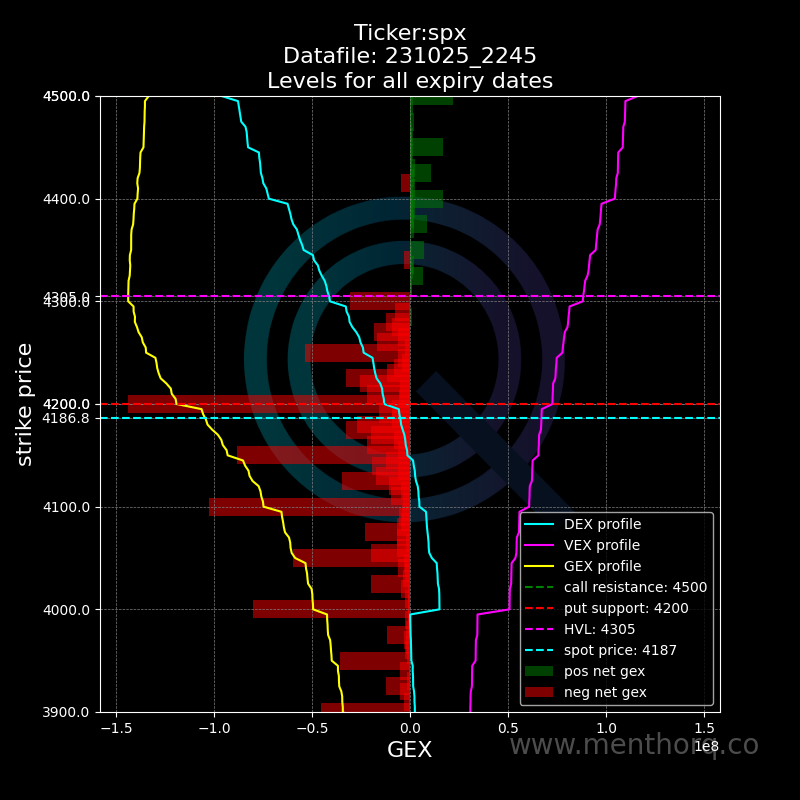 Ticker:spx
Datafile: 231025_2245
Levels for all expiry dates
4500.0
4400.0
4305.0
4300.0
4200.0
4186.8
4100.0
4000.0
3900.0
strike price
DEX profile
VEX profile
GEX profile
call resistance: 4500
put support: 4200
HVL: 4305
spot price: 4187
pos net gex
neg net gex
−1.5 −1.0 −0.5 0.0 0.5 1.0 1.5
1e8
GEX
www.menthorq.co